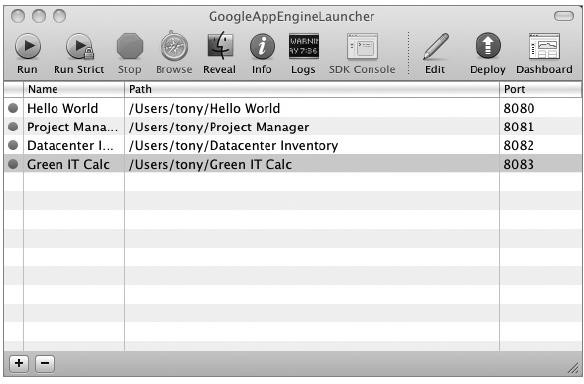 GoogleAppEngineLauncher
WARNIN
AY 7:36
Run Run Strict Stop Browse Reveal Info Logs SDK Console Edit Deploy Dashboard
Name Path Port
Hello World /Users/tony/Hello World 8080
Project Mana... /Users/tony/Project Manager 8081
Datacenter I... /Users/tony/Datacenter Inventory 8082
Green IT Calc /Users/tony/Green IT Calc 8083